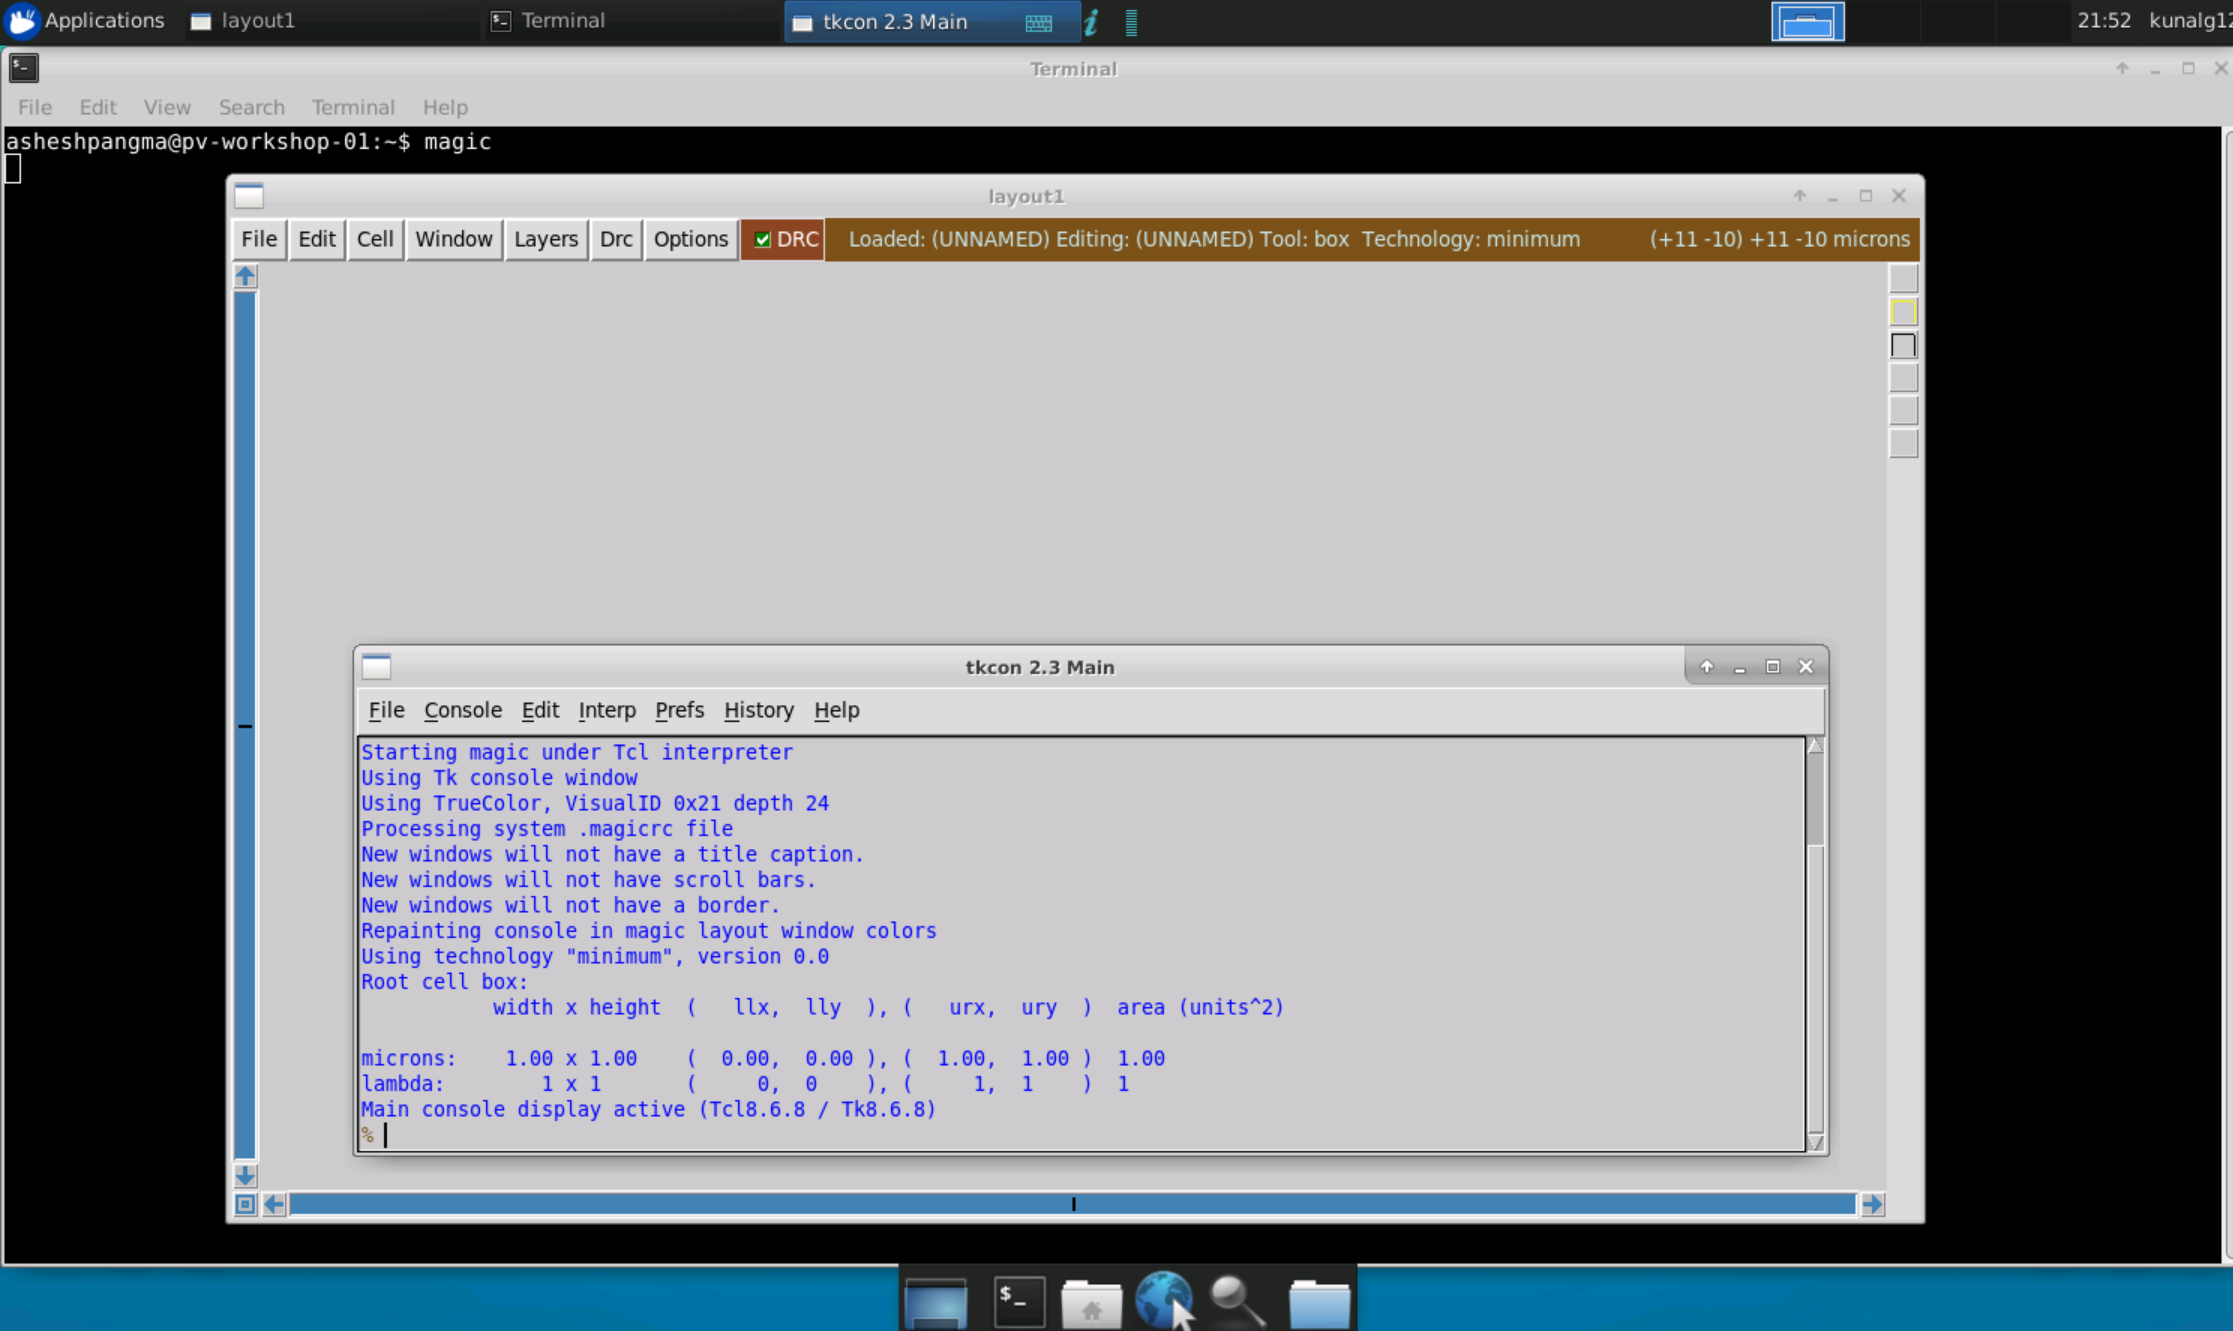 Applications layout1 Terminal tkcon 2.3 Main 21:52
Terminal
File Edit View Search Terminal Help
asheshpangma@pv-workshop-01:~$ magic
layout1
File Edit Cell Window Layers Drc Options DRC Loaded: (UNNAMED) Editing: (UNNAMED) Tool: box Technology: minimum (+11 -10) +11 -10 microns
tkcon 2.3 Main
File Console Edit Interp Prefs History Help
Starting magic under Tcl interpreter
Using Tk console window
Using TrueColor, VisualID 0x21 depth 24
Processing system .magicrc file
New windows will not have a title caption.
New windows will not have scroll bars.
New windows will not have a border.
Repainting console in magic layout window colors
Using technology "minimum", version 0.0
Root cell box:
width x height ( llx, lly ), ( urx, ury ) area (units^2)
microns: 1.00 x 1.00 ( 0.00, 0.00 ), ( 1.00, 1.00 ) 1.00
lambda: 1 x 1 ( 0, 0 ), ( 1, 1 ) 1
Main console display active (Tcl8.6.8 / Tk8.6.8)
%
$_